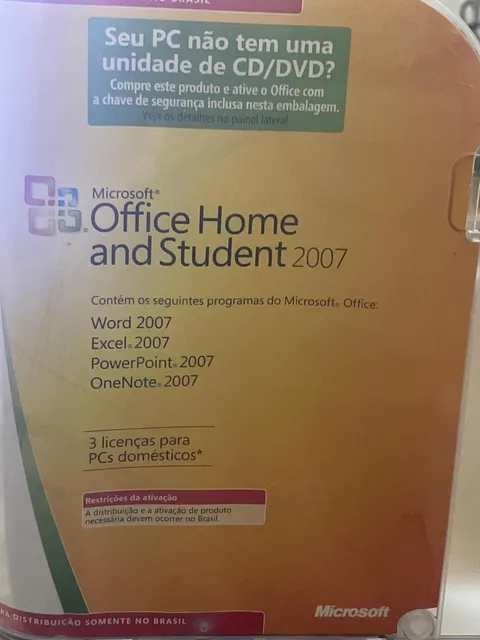 NO BRASIL
Seu PC não tem uma
unidade de CD/DVD?
Compre este produto e ative o Office com
a chave de segurança inclusa nesta embalagem.
Veja os detalhes no painel lateral
Microsoft®
Office Home
and Student 2007
Contém os seguintes programas do Microsoft® Office:
Word 2007
Excel® 2007
PowerPoint® 2007
OneNote® 2007
3 licenças para
PCs domésticos*
Restrições da ativação
A distribuição e a ativação de produto
necessária devem ocorrer no Brasil.
RA DISTRIBUIÇÃO SOMENTE NO BRASIL
Microsoft